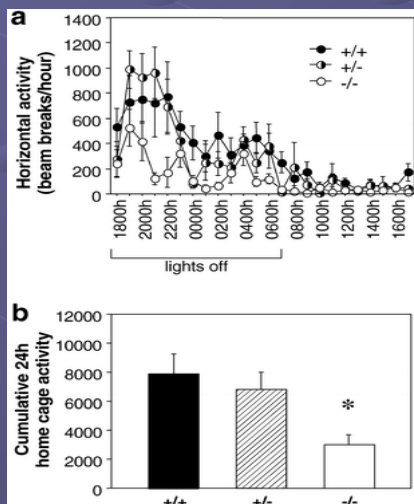 a
1400
1200
1000
800
600
400
200
0
Horizontal activity
(beam breaks/hour)
+/+
+/-
-/-
1800h
2000h
2200h
0000h
0200h
0400h
0600h
0800h
1000h
1200h
1400h
1600h
lights off
b
12000
10000
8000
6000
4000
2000
0
Cumulative 24h
home cage activity
*
+/+
+/-
-/-